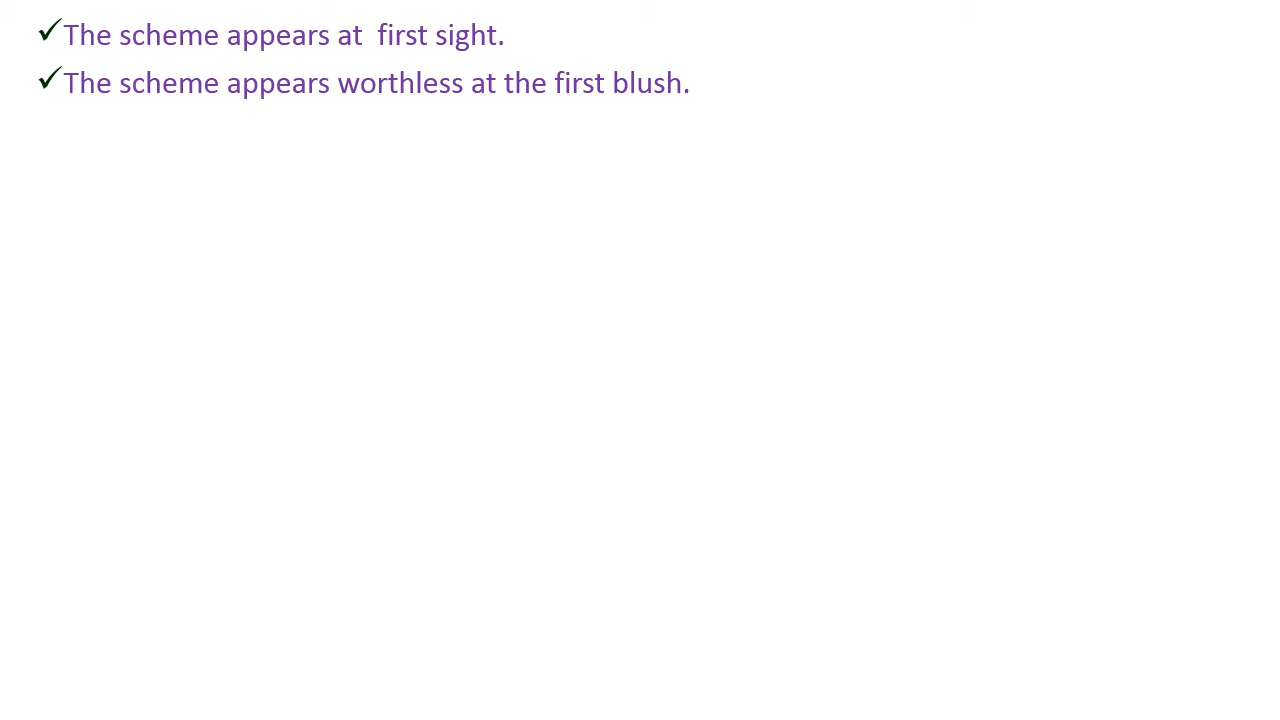 ✓The scheme appears at  first sight.
✓The scheme appears worthless at the first blush.